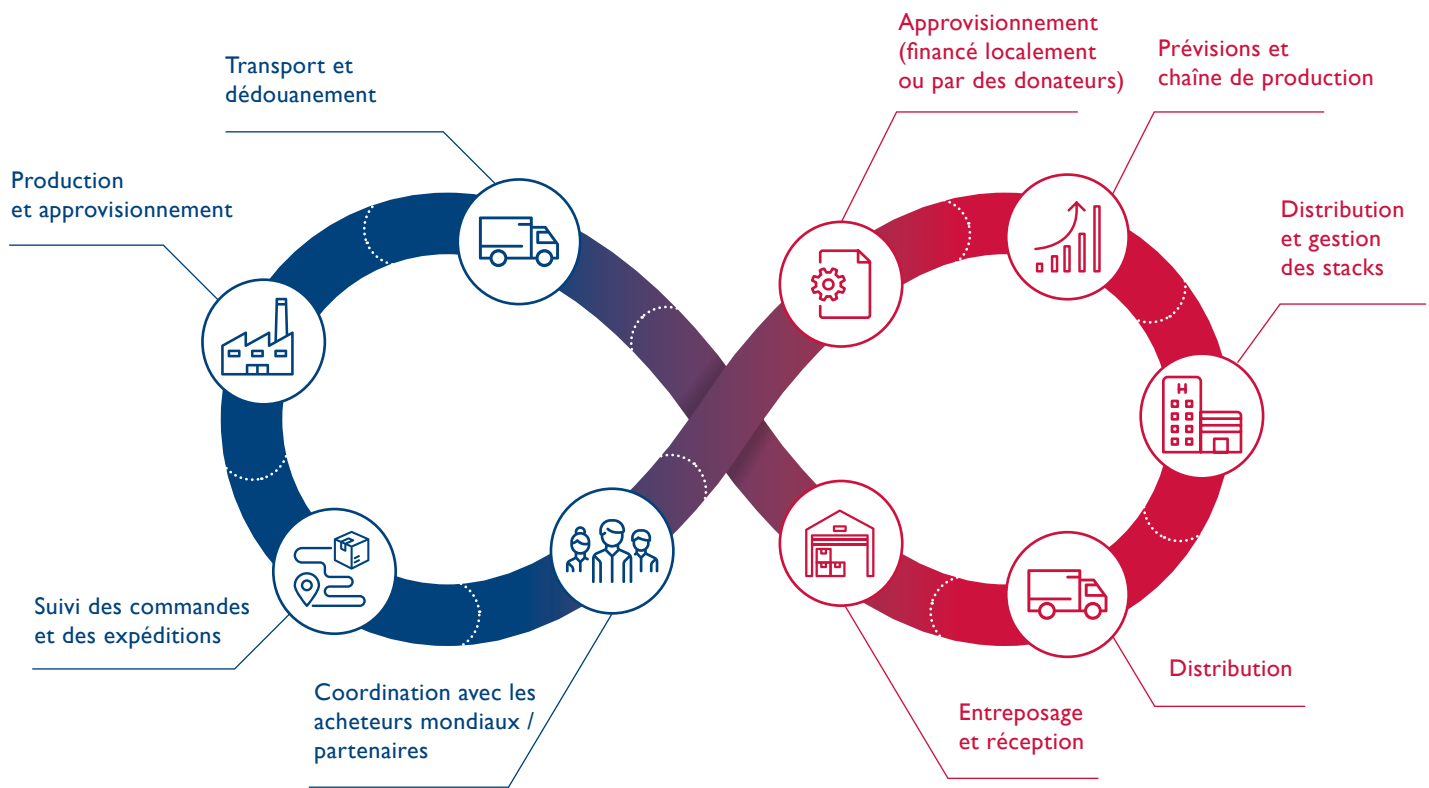 Approvisionnement
(financé localement
ou par des donateurs)
Prévisions et
chaîne de production
Transport et
dédouanement
Production
et approvisionnement
Distribution
et gestion
des stacks
H
Suivi des commandes
et des expéditions
Coordination avec les
acheteurs mondiaux /
partenaires
Distribution
Entreposage
et réception